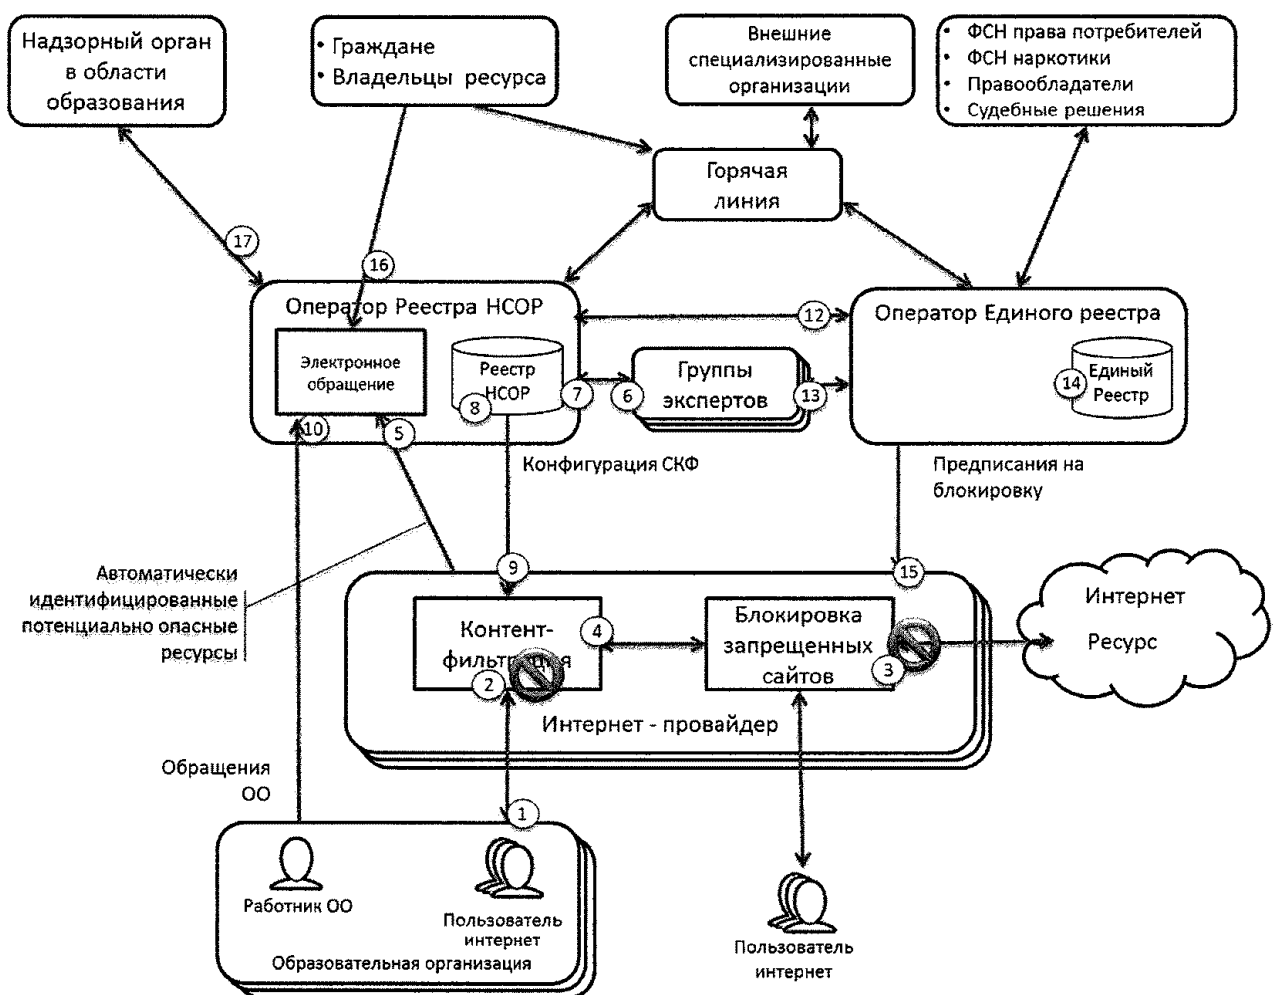 Надзорный орган
в области
образования
• Граждане
• Владельцы ресурса
Внешние
специализированные
организации
• ФСН права потребителей
• ФСН наркотики
• Правообладатели
• Судебные решения
Горячая
линия
17
16
Оператор Реестра НСОР
Электронное
обращение
Реестр
НСОР
8
10
5
7
6
Группы
экспертов
13
12
Оператор Единого реестра
14
Единый
Реестр
Конфигурация СКФ
Предписания на
блокировку
Автоматически
идентифицированные
потенциально опасные
ресурсы
9
15
Контент-
фильтрация
4
2
Блокировка
запрещенных
сайтов
3
Интернет
Ресурс
Интернет - провайдер
Обращения
ОО
1
Работник ОО
Пользователь
интернет
Образовательная организация
Пользователь
интернет